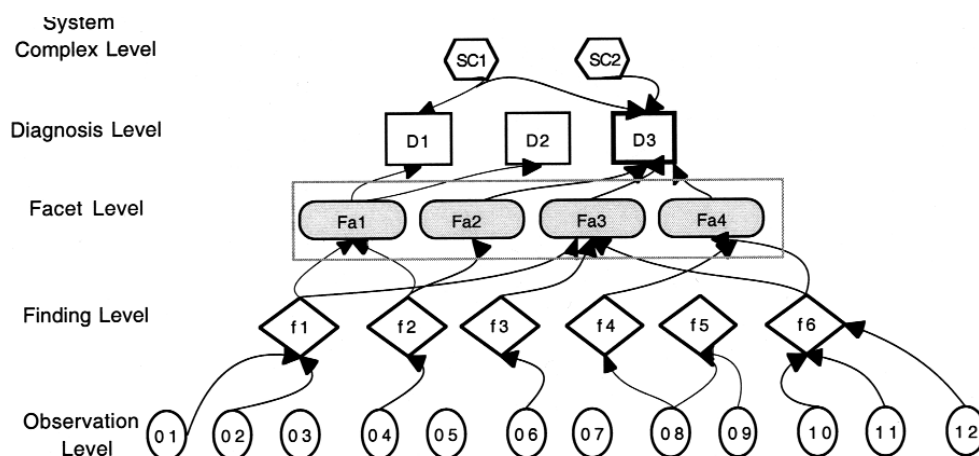 System
Complex Level
SC1
SC2
Diagnosis Level
D1
D2
D3
Facet Level
Fa1
Fa2
Fa3
Fa4
Finding Level
f1
f2
f3
f4
f5
f6
Observation
Level
01
02
03
04
05
06
07
08
09
10
11
12